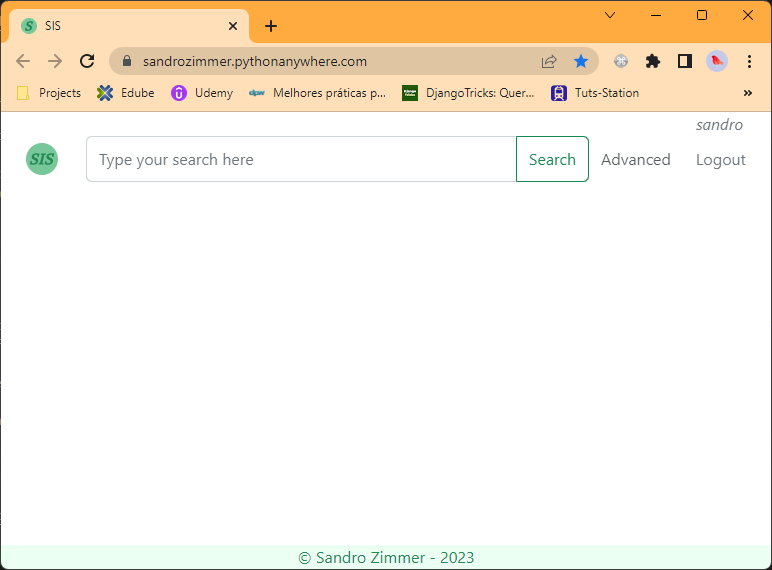 S SIS
sandrozimmer.pythonanywhere.com
Projects Edube Udemy dpw Melhores práticas p... DjangoTricks: Quer... Tuts-Station »
sandro
SIS Type your search here Search Advanced Logout
© Sandro Zimmer - 2023